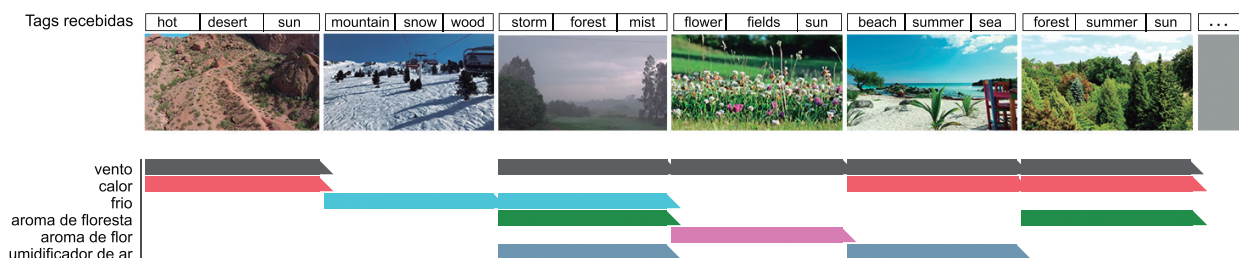 Tags recebidas hot desert sun mountain snow wood storm forest mist flower fields sun beach summer sea forest summer sun ...
vento
calor
frio
aroma de floresta
aroma de flor
umidificador de ar